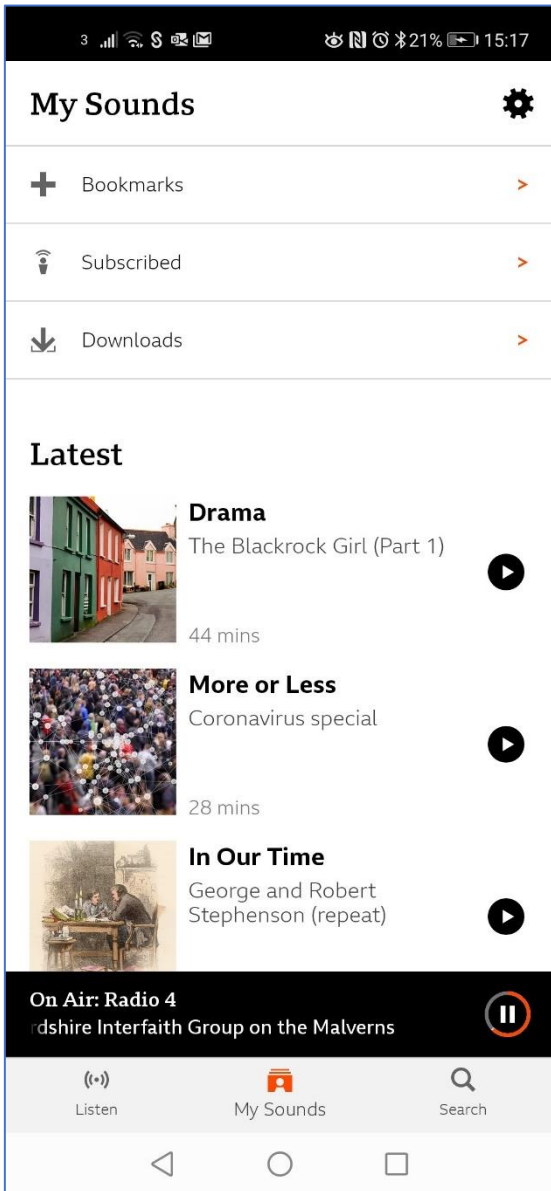 3 21% 15:17
My Sounds
Bookmarks >
Subscribed >
Downloads >
Latest
Drama
The Blackrock Girl (Part 1)
44 mins
More or Less
Coronavirus special
28 mins
In Our Time
George and Robert
Stephenson (repeat)
On Air: Radio 4
rdshire Interfaith Group on the Malverns
Listen My Sounds Search